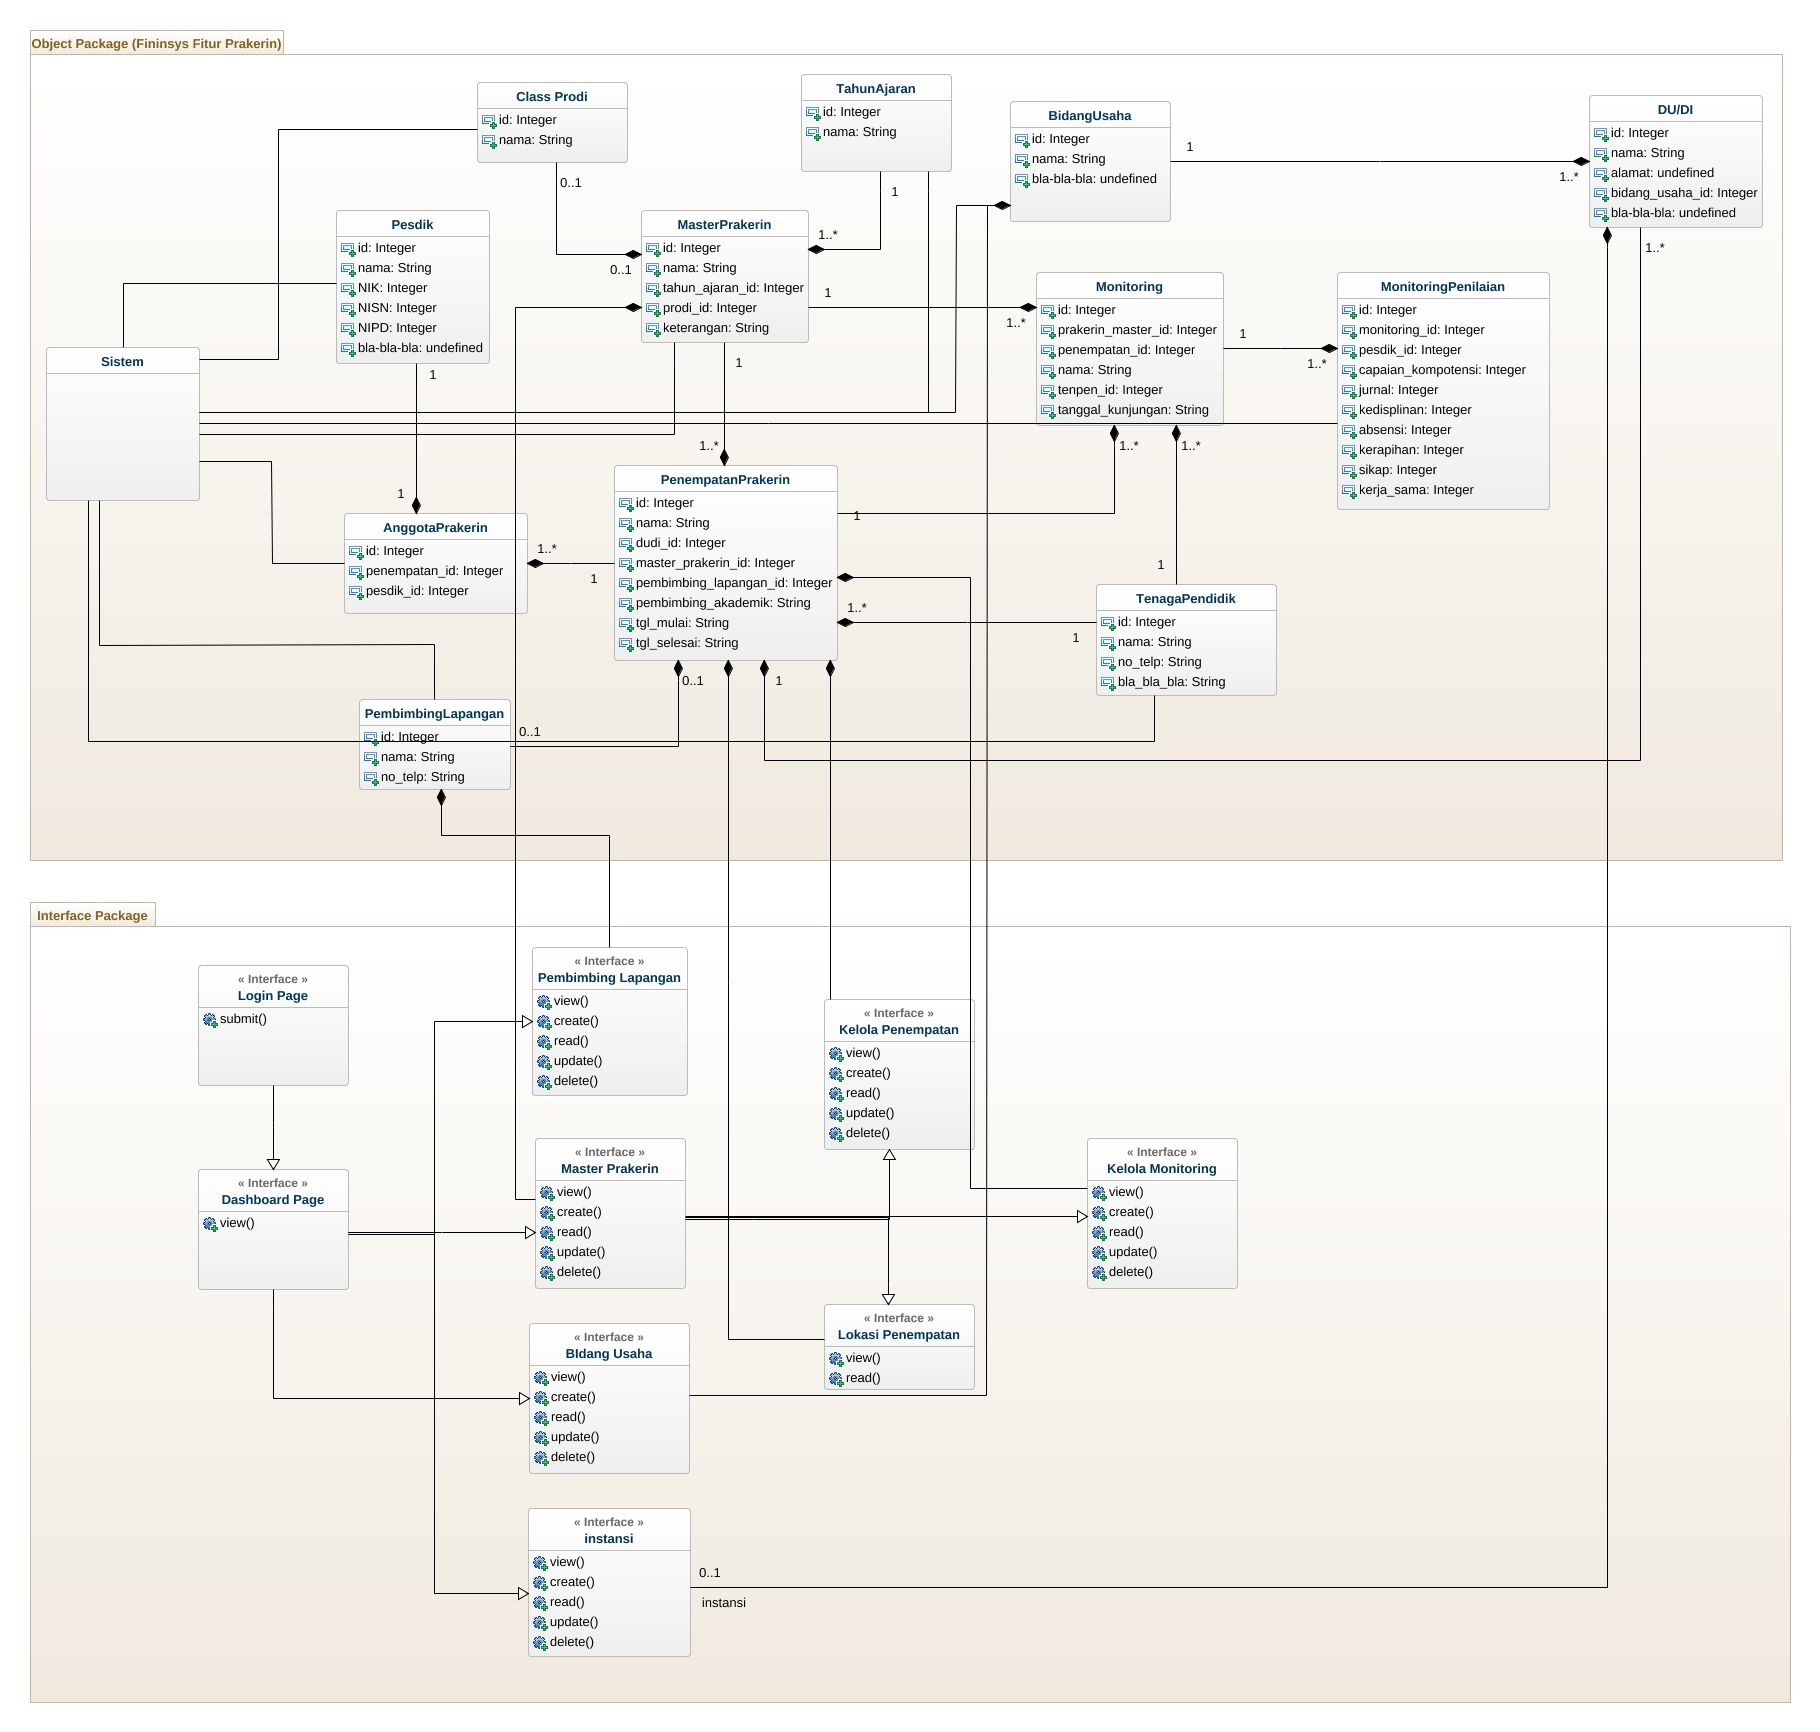 Object Package (Fininsys Fitur Prakerin)
Class Prodi
id: Integer
nama: String
0..1
TahunAjaran
id: Integer
nama: String
1
BidangUsaha
id: Integer
nama: String
bla-bla-bla: undefined
1
1..*
DU/DI
id: Integer
nama: String
alamat: undefined
bidang_usaha_id: Integer
bla-bla-bla: undefined
1..*
Pesdik
id: Integer
nama: String
NIK: Integer
NISN: Integer
NIPD: Integer
bla-bla-bla: undefined
1
MasterPrakerin
id: Integer
nama: String
tahun_ajaran_id: Integer
prodi_id: Integer
keterangan: String
0..1
1..*
1
1
1..*
Monitoring
id: Integer
prakerin_master_id: Integer
penempatan_id: Integer
nama: String
tenpen_id: Integer
tanggal_kunjungan: String
1
1..*
1..*
1..*
MonitoringPenilaian
id: Integer
monitoring_id: Integer
pesdik_id: Integer
capaian_kompotensi: Integer
jurnal: Integer
kedisplinan: Integer
absensi: Integer
kerapihan: Integer
sikap: Integer
kerja_sama: Integer
Sistem
1..*
1
AnggotaPrakerin
id: Integer
penempatan_id: Integer
pesdik_id: Integer
1..*
1
PenempatanPrakerin
id: Integer
nama: String
dudi_id: Integer
master_prakerin_id: Integer
pembimbing_lapangan_id: Integer
pembimbing_akademik: String
tgl_mulai: String
tgl_selesai: String
1
1..*
1
1
0..1
1
TenagaPendidik
id: Integer
nama: String
no_telp: String
bla_bla_bla: String
PembimbingLapangan
id: Integer
nama: String
no_telp: String
0..1
Interface Package
« Interface »
Login Page
submit()
« Interface »
Pembimbing Lapangan
view()
create()
read()
update()
delete()
« Interface »
Kelola Penempatan
view()
create()
read()
update()
delete()
« Interface »
Dashboard Page
view()
« Interface »
Master Prakerin
view()
create()
read()
update()
delete()
« Interface »
Kelola Monitoring
view()
create()
read()
update()
delete()
« Interface »
Lokasi Penempatan
view()
read()
« Interface »
BIdang Usaha
view()
create()
read()
update()
delete()
« Interface »
instansi
view()
create()
read()
update()
delete()
0..1
instansi